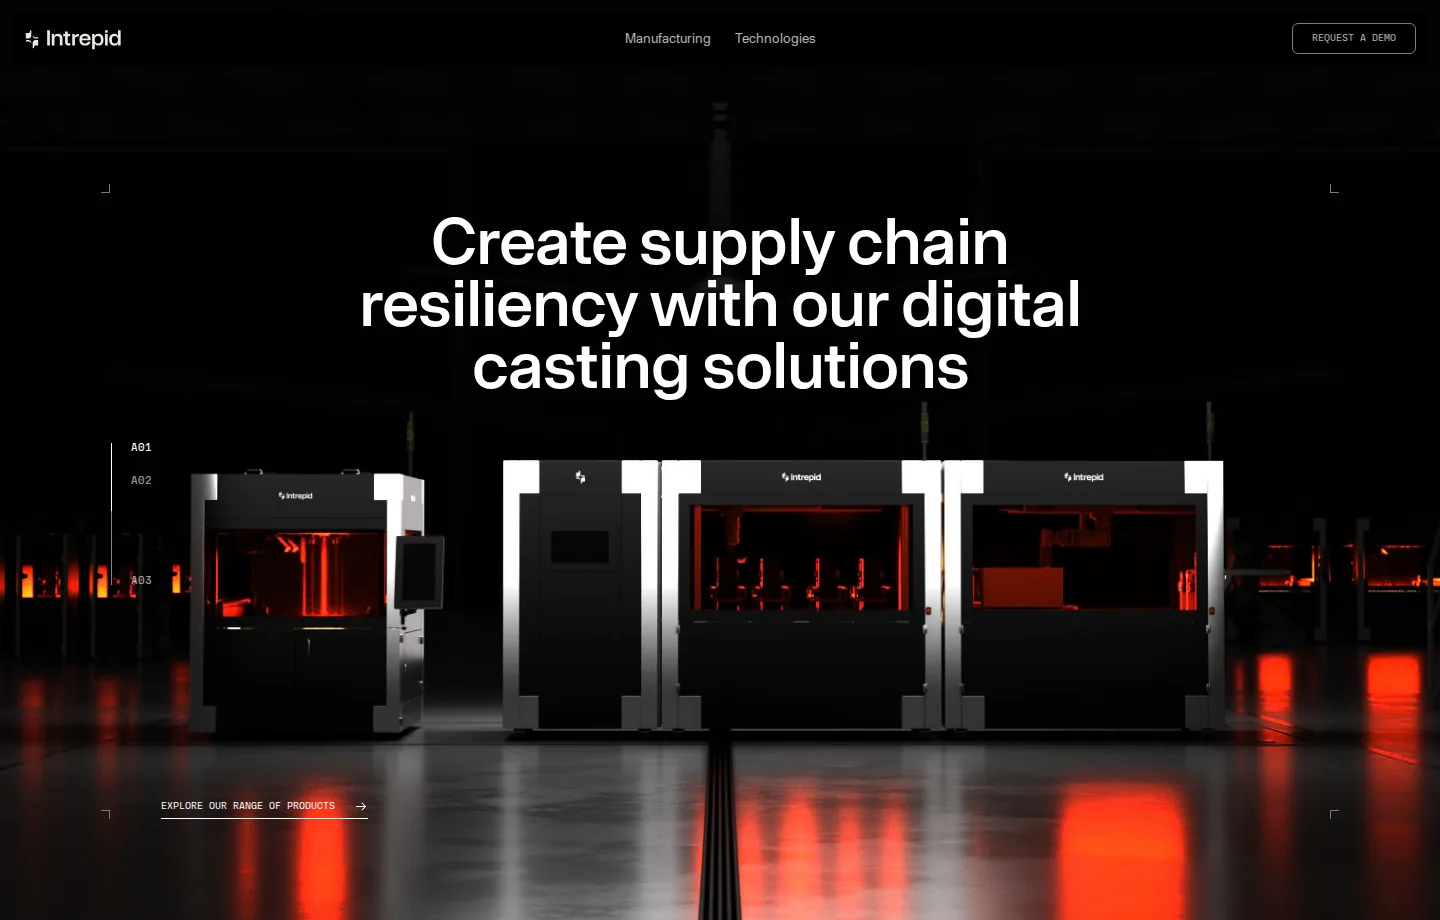 Intrepid
Manufacturing
Technologies
REQUEST A DEMO
Create supply chain
resiliency with our digital
casting solutions
A01
A02
A03
Intrepid
Intrepid
Intrepid
EXPLORE OUR RANGE OF PRODUCTS